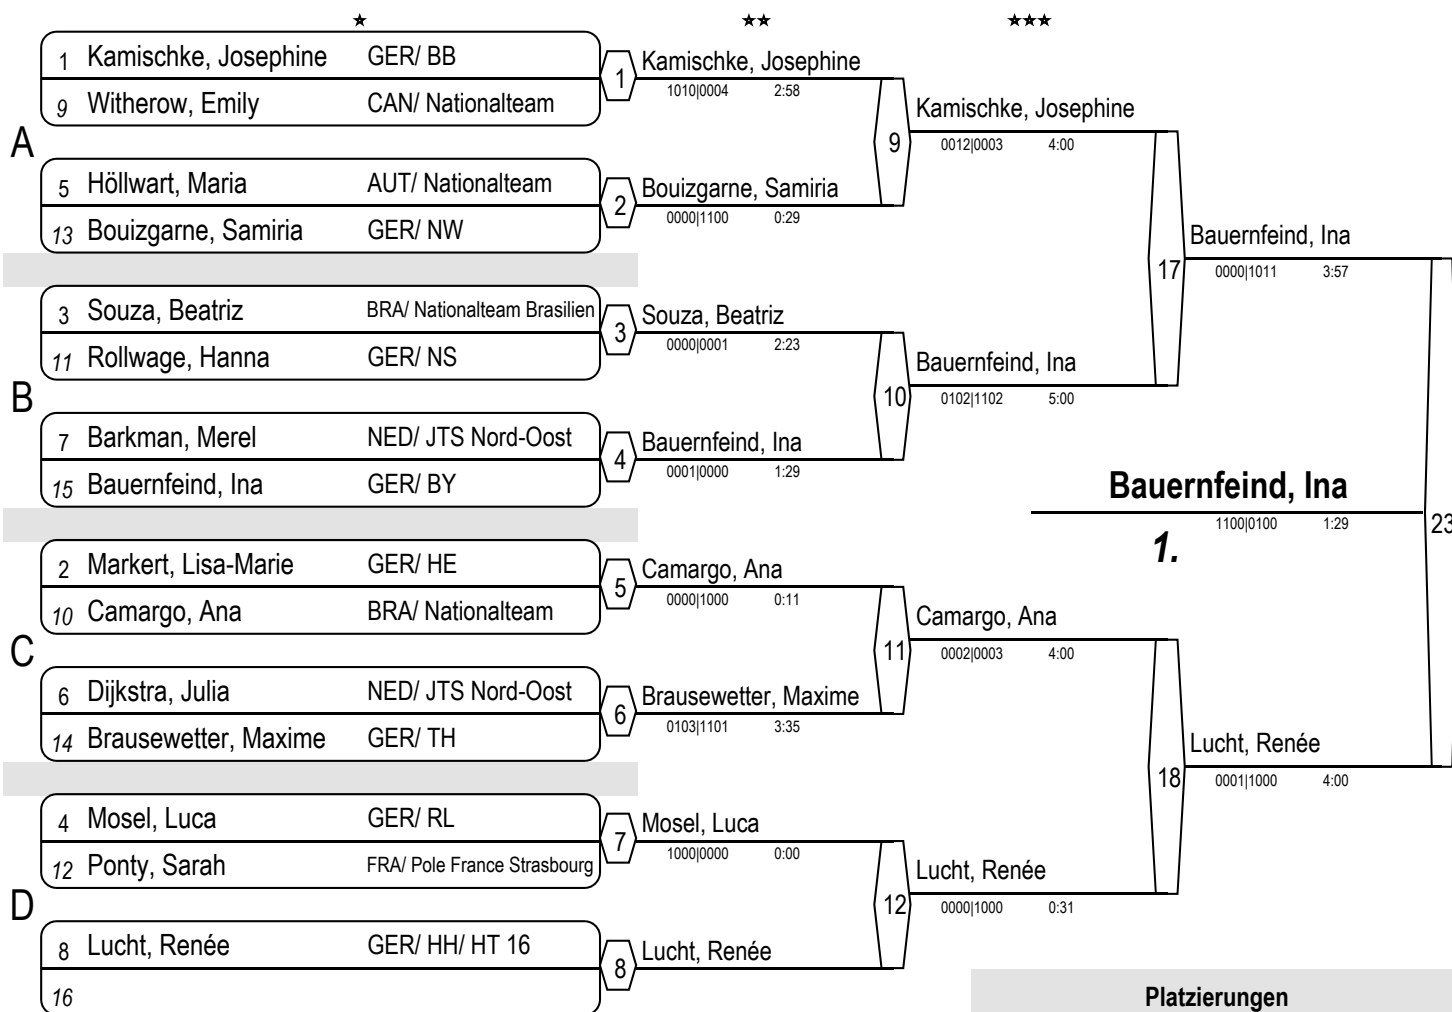 ★ ★★ ★★★
1 Kamischke, Josephine GER/ BB
9 Witherow, Emily CAN/ Nationalteam
A
5 Höllwart, Maria AUT/ Nationalteam
13 Bouizgarne, Samiria GER/ NW
3 Souza, Beatriz BRA/ Nationalteam Brasilien
11 Rollwage, Hanna GER/ NS
B
7 Barkman, Merel NED/ JTS Nord-Oost
15 Bauernfeind, Ina GER/ BY
2 Markert, Lisa-Marie GER/ HE
10 Camargo, Ana BRA/ Nationalteam
C
6 Dijkstra, Julia NED/ JTS Nord-Oost
14 Brausewetter, Maxime GER/ TH
4 Mosel, Luca GER/ RL
12 Ponty, Sarah FRA/ Pole France Strasbourg
D
8 Lucht, Renée GER/ HH/ HT 16
16
1 Kamischke, Josephine
1010|0004 2:58
2 Bouizgarne, Samiria
0000|1100 0:29
3 Souza, Beatriz
0000|0001 2:23
4 Bauernfeind, Ina
0001|0000 1:29
5 Camargo, Ana
0000|1000 0:11
6 Brausewetter, Maxime
0103|1101 3:35
7 Mosel, Luca
1000|0000 0:00
8 Lucht, Renée
9 Kamischke, Josephine
0012|0003 4:00
10 Bauernfeind, Ina
0102|1102 5:00
11 Camargo, Ana
0002|0003 4:00
12 Lucht, Renée
0000|1000 0:31
17 Bauernfeind, Ina
0000|1011 3:57
18 Lucht, Renée
0001|1000 4:00
23
Bauernfeind, Ina
1100|0100 1:29
1.
Platzierungen